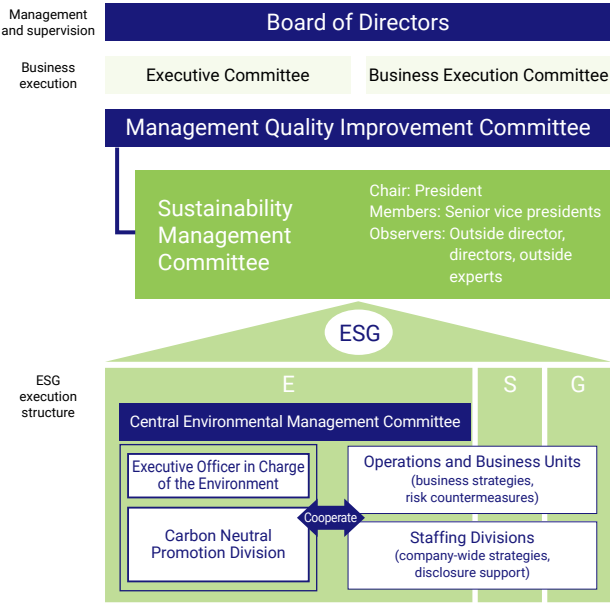 Management
and supervision
Board of Directors
Business
execution
Executive Committee
Business Execution Committee
Management Quality Improvement Committee
Sustainability
Management
Committee
Chair: President
Members: Senior vice presidents
Observers: Outside director,
directors, outside
experts
ESG
ESG
execution
structure
E
S
G
Central Environmental Management Committee
Executive Officer in Charge
of the Environment
Carbon Neutral
Promotion Division
Cooperate
Operations and Business Units
(business strategies,
risk countermeasures)
Staffing Divisions
(company-wide strategies,
disclosure support)